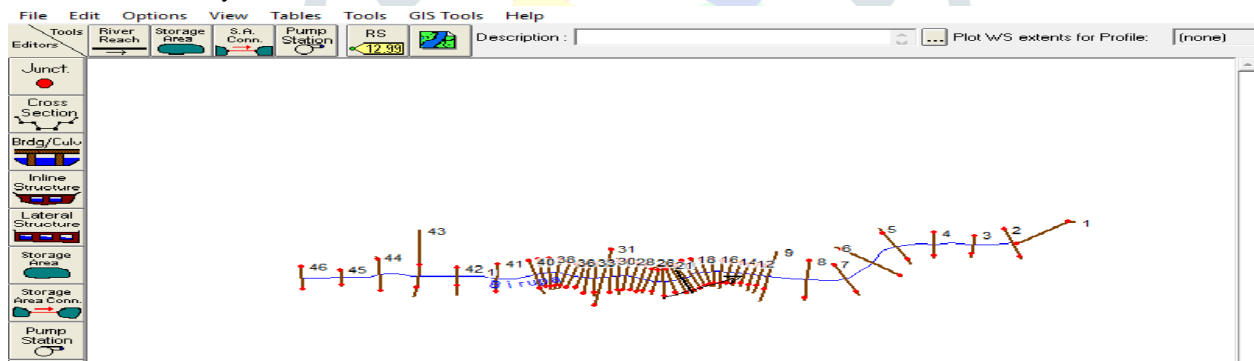 File Edit Options View Tables Tools GIS Tools Help
Tools
Editors
River Reach
Storage Area
S.A. Conn.
Pump Station
RS
12.99
Description :
...
Plot WS extents for Profile:
(none)
Junct.
Cross Section
Brdg/Culv
Inline Structure
Lateral Structure
Storage Area
Storage Area Conn.
Pump Station
46 45 44 43 42 1 41 40 38 36 33 31 30 28 26 21 18 16 14 12 9 8 7 6 5 4 3 2 1